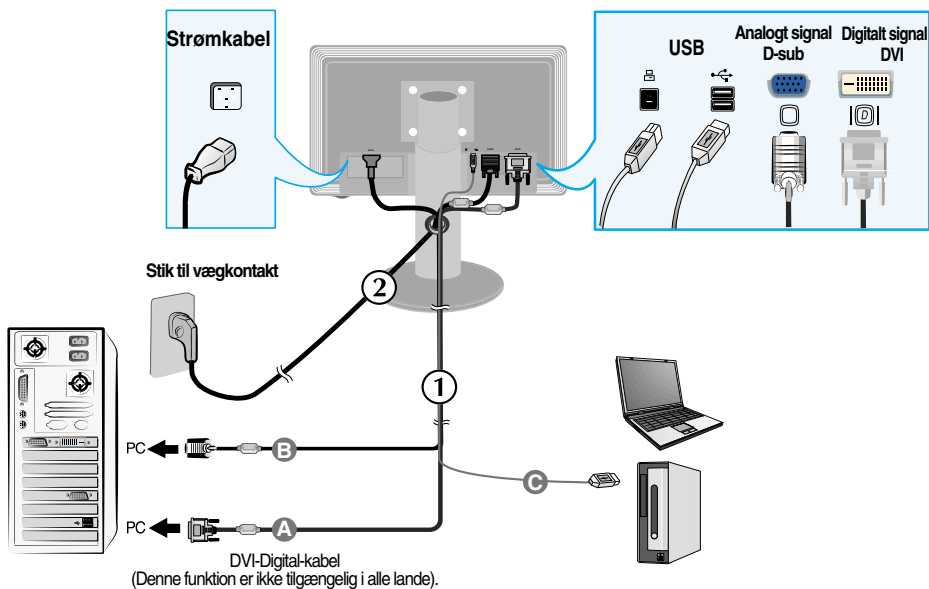 Strømkabel
USB
Analogt signal
D-sub
Digitalt signal
DVI
D
Stik til vægkontakt
2
1
PC
B
C
PC
A
DVI-Digital-kabel
(Denne funktion er ikke tilgængelig i alle lande).